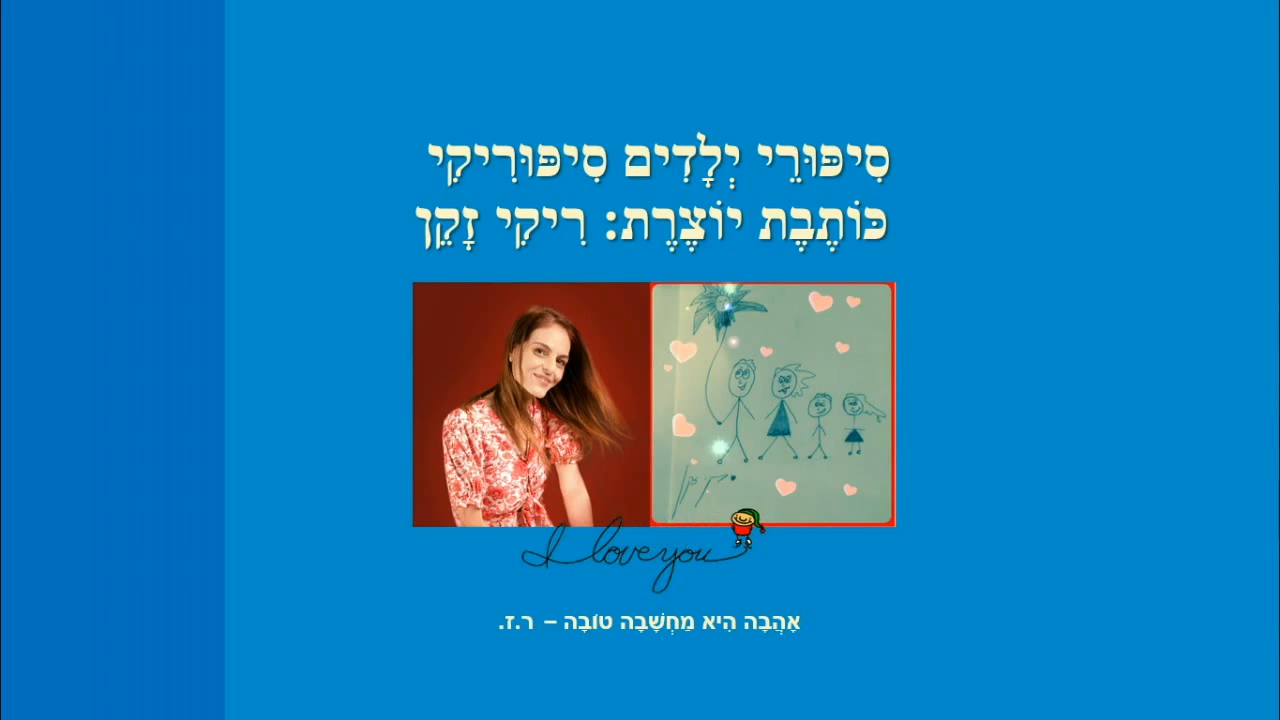 סִיפּוּרֵי יְלָדִים סִיפּוּרִיקִי
כּוֹתֶבֶת יוֹצֶרֶת: רִיקִי זָקֵן
I love you
אָהֲבָה הִיא מַחְשָׁבָה טוֹבָה – ר.ז.